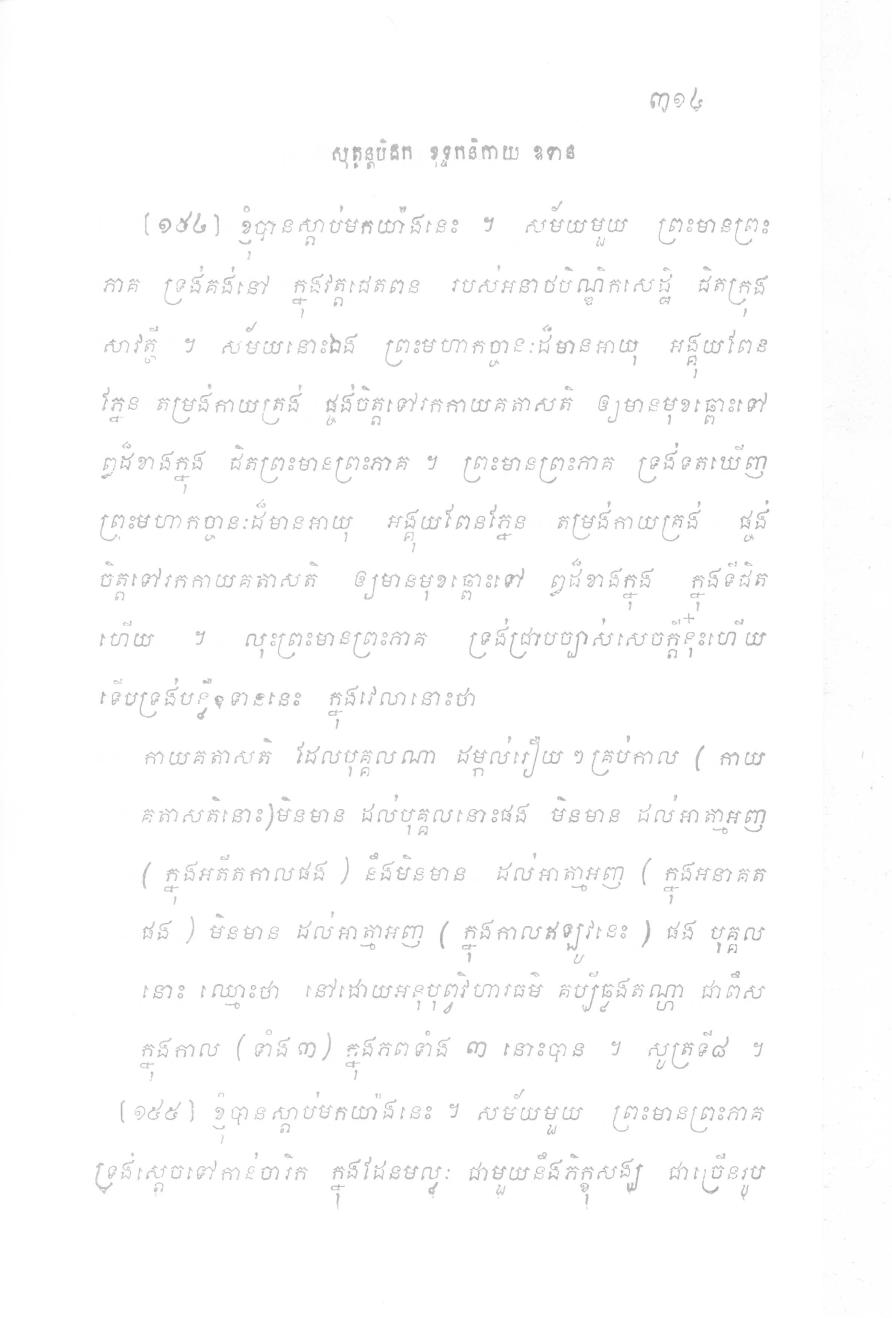 ៣១៤
សុត្តន្តបិដក ខុទ្ទកនិកាយ ឧទាន
[១៥៤] ខ្ញុំបានស្តាប់មកយ៉ាងនេះ ។ សម័យមួយ ព្រះមានព្រះ
ភាគ ទ្រង់គង់នៅ ក្នុងវត្តជេតពន របស់អនាថបិណ្ឌិកសេដ្ឋី ជិតក្រុង
សាវត្ថី ។ សម័យនោះឯង ព្រះមហាកច្ចានៈដ៏មានអាយុ អង្គុយពែន
ភ្នែន តម្រង់កាយត្រង់ ផ្ចង់ចិត្តទៅរកកាយគតាសតិ ឲ្យមានមុខឆ្ពោះទៅ
ឰដ៏ខាងក្នុង ជិតព្រះមានព្រះភាគ ។ ព្រះមានព្រះភាគ ទ្រង់ទតឃើញ
ព្រះមហាកច្ចានៈដ៏មានអាយុ អង្គុយពែនភ្នែន តម្រង់កាយត្រង់ ផ្ចង់
ចិត្តទៅរកកាយគតាសតិ ឲ្យមានមុខឆ្ពោះទៅ ឰដ៏ខាងក្នុង ក្នុងទីជិត
ហើយ ។ លុះព្រះមានព្រះភាគ ទ្រង់ជ្រាបច្បាស់សេចក្តីនុ៎ះហើយ
ទើបទ្រង់បន្លឺឧទាននេះ ក្នុងវេលានោះថា
កាយគតាសតិ ដែលបុគ្គលណា ដម្កល់រឿយ ៗ គ្រប់កាល ( កាយ
គតាសតិនោះ)មិនមាន ដល់បុគ្គលនោះផង មិនមាន ដល់អាត្មាអញ
( ក្នុងអតីតកាលផង ) នឹងមិនមាន ដល់អាត្មាអញ ( ក្នុងអនាគត
ផង ) មិនមាន ដល់អាត្មាអញ ( ក្នុងកាលឥឡូវនេះ ) ផង បុគ្គល
នោះ ឈ្មោះថា នៅដោយអនុបុព្វវិហារធម៌ គប្បីឆ្លងតណ្ហា ជាពឹស
ក្នុងកាល ( ទាំង ៣) ក្នុងភពទាំង ៣ នោះបាន ។ សូត្រទី៨ ។
[១៥៥] ខ្ញុំបានស្តាប់មកយ៉ាងនេះ ។ សម័យមួយ ព្រះមានព្រះភាគ
ទ្រង់ស្តេចទៅកាន់ចារិក ក្នុងដែនមល្លៈ ជាមួយនឹងភិក្ខុសង្ឃ ជាច្រើនរូប